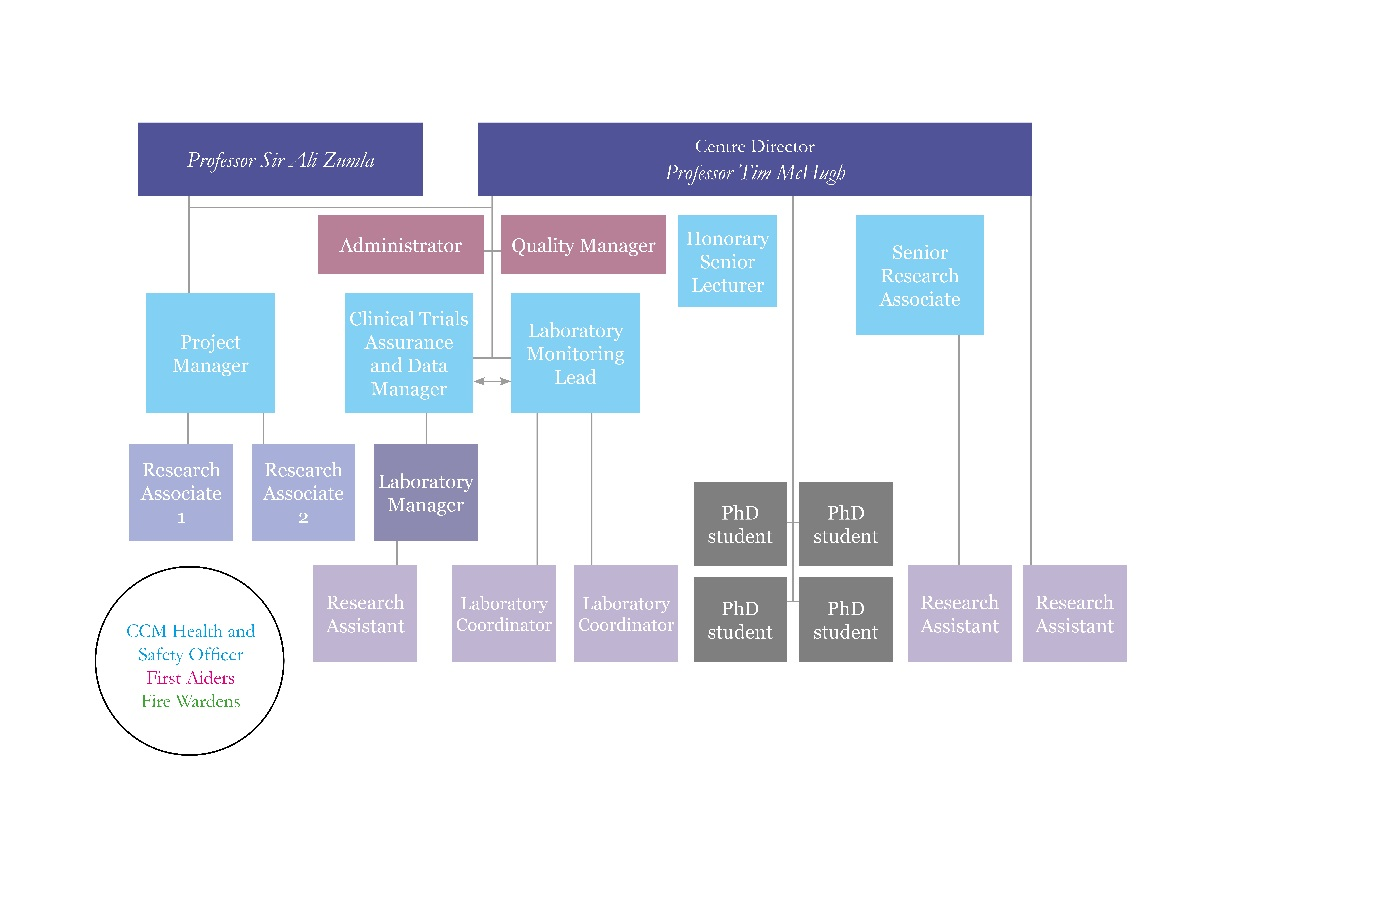 Professor Sir Ali Zumla
Centre Director
Professor Tim McHugh
Administrator
Quality Manager
Honorary
Senior
Lecturer
Senior
Research
Associate
Project
Manager
Clinical Trials
Assurance
and Data
Manager
Laboratory
Monitoring
Lead
Research
Associate
1
Research
Associate
2
Laboratory
Manager
PhD
student
PhD
student
Research
Assistant
Laboratory
Coordinator
Laboratory
Coordinator
PhD
student
PhD
student
Research
Assistant
Research
Assistant
CCM Health and
Safety Officer
First Aiders
Fire Wardens